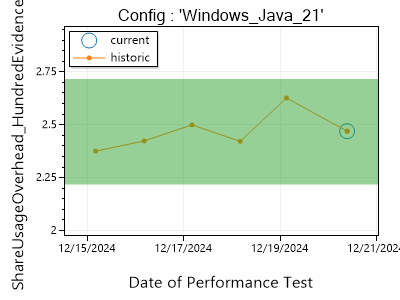 Config : 'Windows_Java_21'
ShareUsageOverhead_HundredEvidence
current
historic
2.75
2.5
2.25
2
12/15/2024
12/17/2024
12/19/2024
12/21/2024
Date of Performance Test